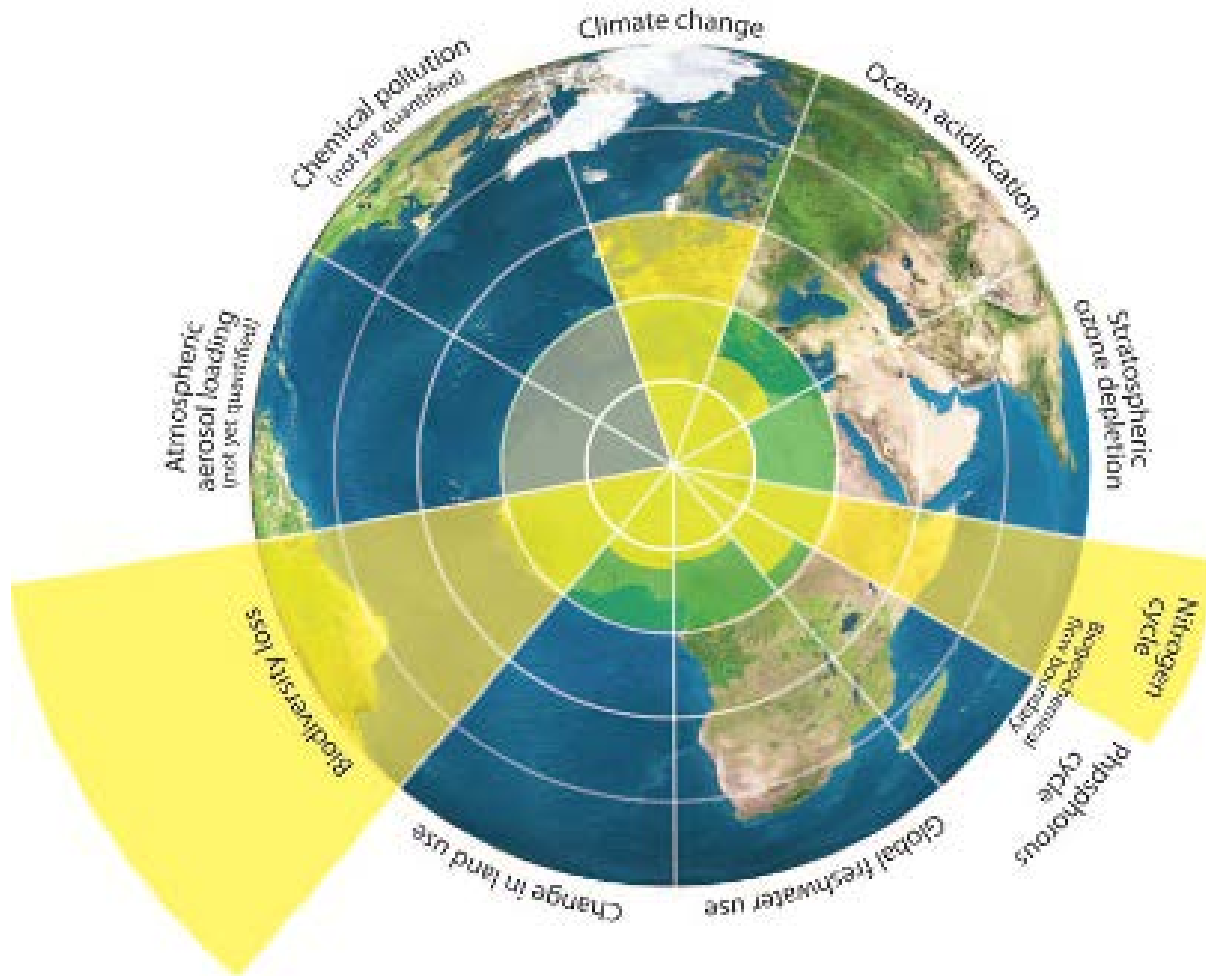 Climate change
Ocean acidification
Stratospheric
ozone depletion
Nitrogen
cycle
Biogeochemical
flow boundary
Phpsphorous
cycle
Global freshwater use
Change in land use
Biodiversity loss
Atmospheric
aerosol loading
(not yet quantified)
Chemical pollution
(not yet quantified)